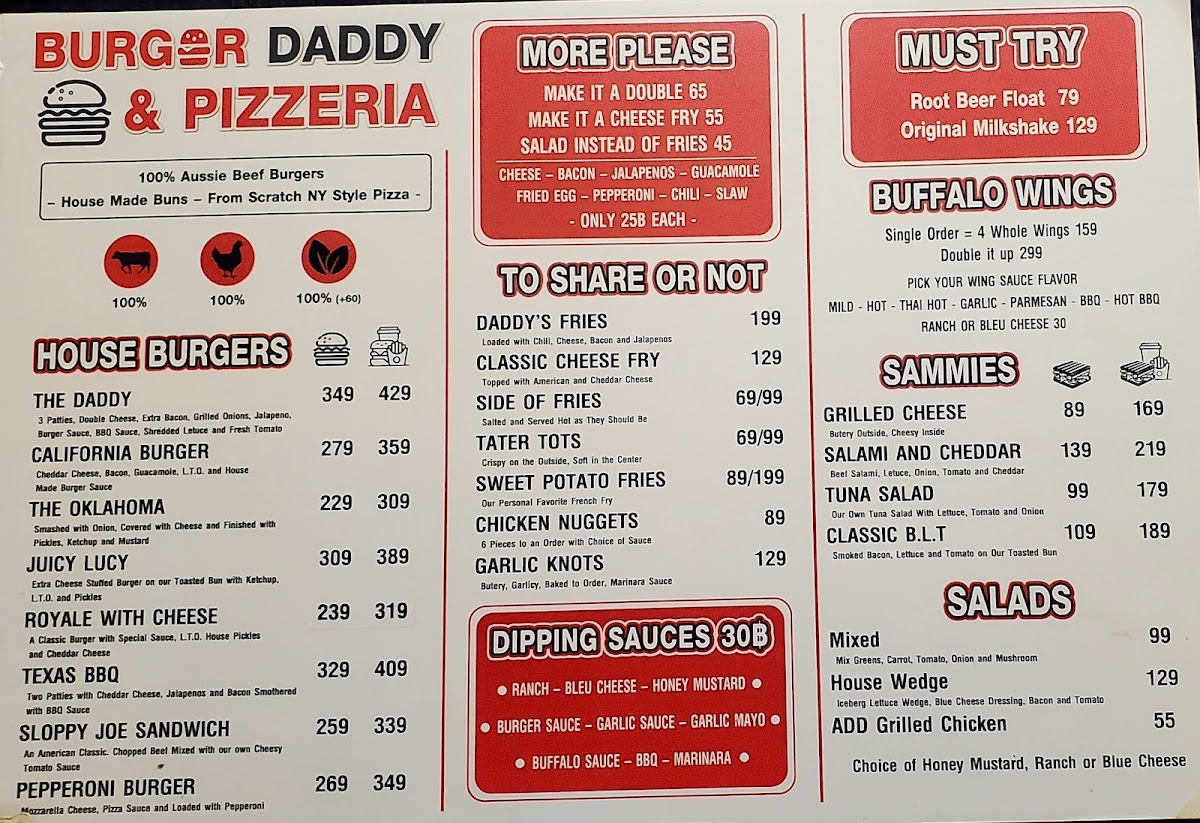 BURGER DADDY
& PIZZERIA
100% Aussie Beef Burgers
- House Made Buns – From Scratch NY Style Pizza -
100% 100% 100% (+60)
HOUSE BURGERS
THE DADDY 349 429
3 Patties, Double Cheese, Extra Bacon, Grilled Onions, Jalapeno,
Burger Sauce, BBQ Sauce, Shredded Letuce and Fresh Tomato
CALIFORNIA BURGER 279 359
Cheddar Cheese, Bacon, Guacamole, L.T.O. and House
Made Burger Sauce
THE OKLAHOMA 229 309
Smashed with Onion, Covered with Cheese and Finished with
Pickles, Ketchup and Mustard
JUICY LUCY 309 389
Extra Cheese Stuffed Burger on our Toasted Bun with Ketchup,
L.T.O. and Pickles
ROYALE WITH CHEESE 239 319
A Classic Burger with Special Sauce, L.T.O. House Pickles
and Cheddar Cheese
TEXAS BBQ 329 409
Two Patties with Cheddar Cheese, Jalapenos and Bacon Smothered
with BBQ Sauce
SLOPPY JOE SANDWICH 259 339
An American Classic. Chopped Beef Mixed with our own Cheesy
Tomato Sauce
PEPPERONI BURGER 269 349
Mozzarella Cheese, Pizza Sauce and Loaded with Pepperoni
MORE PLEASE
MAKE IT A DOUBLE 65
MAKE IT A CHEESE FRY 55
SALAD INSTEAD OF FRIES 45
CHEESE – BACON – JALAPENOS – GUACAMOLE
FRIED EGG – PEPPERONI – CHILI – SLAW
- ONLY 25B EACH -
TO SHARE OR NOT
DADDY'S FRIES 199
Loaded with Chili, Cheese, Bacon and Jalapenos
CLASSIC CHEESE FRY 129
Topped with American and Cheddar Cheese
SIDE OF FRIES 69/99
Salted and Served Hot as They Should Be
TATER TOTS 69/99
Crispy on the Outside, Soft in the Center
SWEET POTATO FRIES 89/199
Our Personal Favorite French Fry
CHICKEN NUGGETS 89
6 Pieces to an Order with Choice of Sauce
GARLIC KNOTS 129
Butery, Garlicy, Baked to Order, Marinara Sauce
DIPPING SAUCES 30฿
● RANCH – BLEU CHEESE – HONEY MUSTARD ●
● BURGER SAUCE – GARLIC SAUCE – GARLIC MAYO ●
● BUFFALO SAUCE – BBQ – MARINARA ●
MUST TRY
Root Beer Float 79
Original Milkshake 129
BUFFALO WINGS
Single Order = 4 Whole Wings 159
Double it up 299
PICK YOUR WING SAUCE FLAVOR
MILD - HOT - THAI HOT - GARLIC - PARMESAN - BBQ - HOT BBQ
RANCH OR BLEU CHEESE 30
SAMMIES
GRILLED CHEESE 89 169
Butery Outside, Cheesy Inside
SALAMI AND CHEDDAR 139 219
Beef Salami, Letuce, Onion, Tomato and Cheddar
TUNA SALAD 99 179
Our Own Tuna Salad With Lettuce, Tomato and Onion
CLASSIC B.L.T 109 189
Smoked Bacon, Lettuce and Tomato on Our Toasted Bun
SALADS
Mixed 99
Mix Greens, Carrot, Tomato, Onion and Mushroom
House Wedge 129
Iceberg Lettuce Wedge, Blue Cheese Dressing, Bacon and Tomato
ADD Grilled Chicken 55
Choice of Honey Mustard, Ranch or Blue Cheese